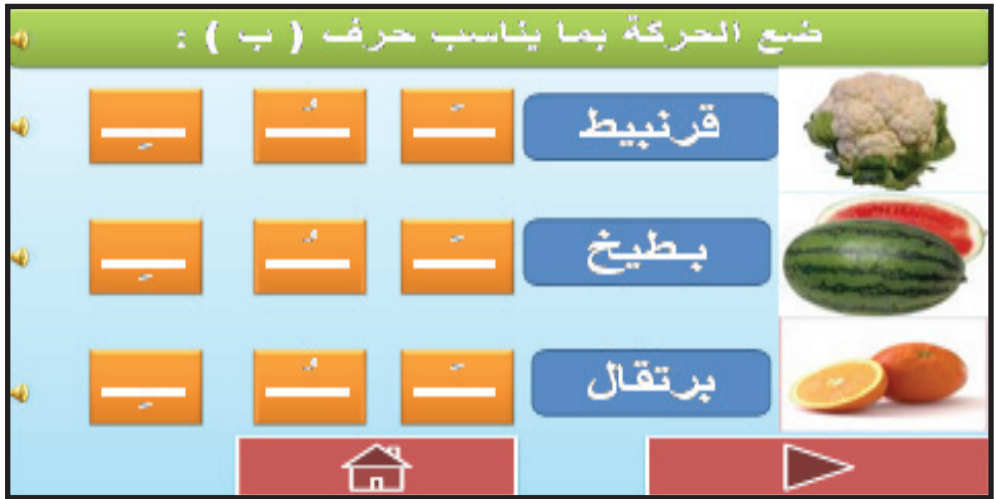 ضع الحركة بما يناسب حرف ( ب ) :
قرنبيط
بطيخ
برتقال